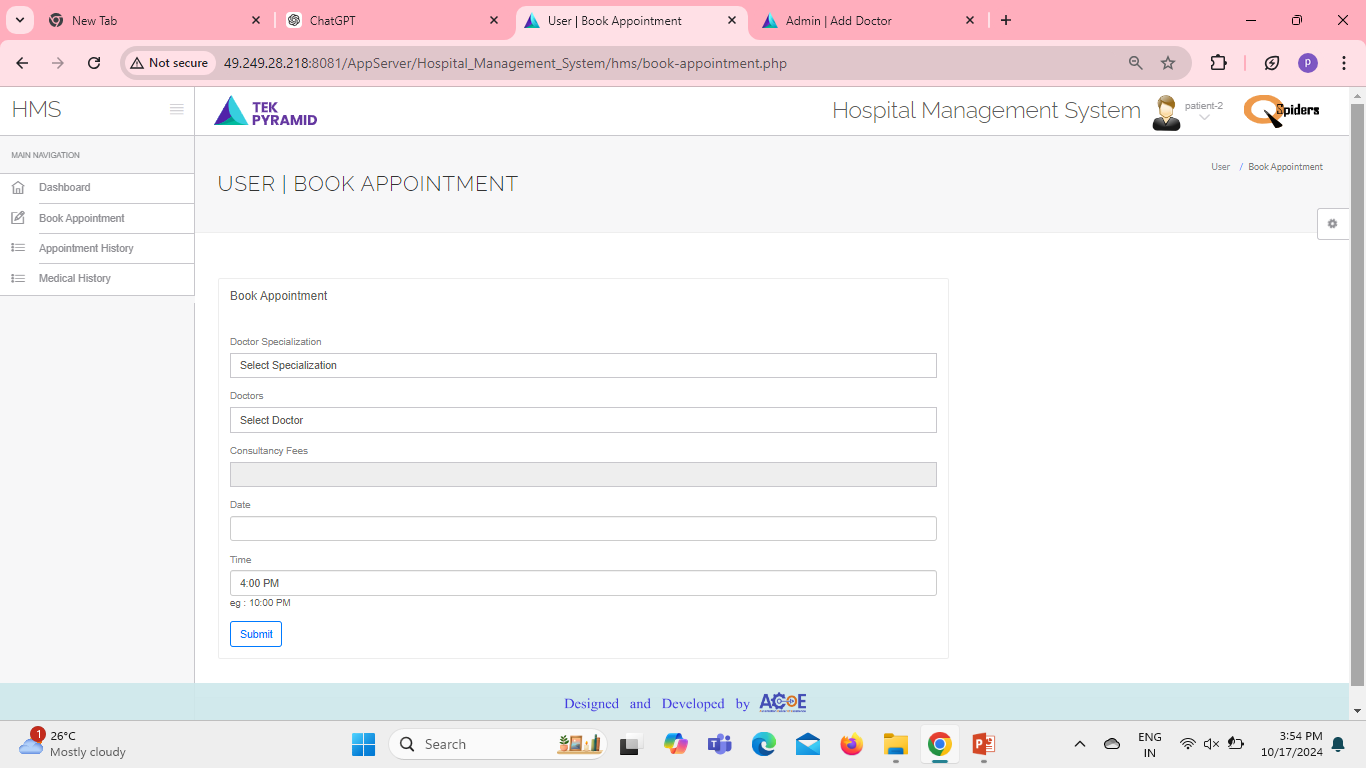 New Tab
ChatGPT
User | Book Appointment
Admin | Add Doctor
Not secure
49.249.28.218:8081/AppServer/Hospital_Management_System/hms/book-appointment.php
p
HMS
TEK
PYRAMID
Hospital Management System
patient-2
Spiders
MAIN NAVIGATION
Dashboard
Book Appointment
Appointment History
Medical History
USER | BOOK APPOINTMENT
User / Book Appointment
Book Appointment
Doctor Specialization
Select Specialization
Doctors
Select Doctor
Consultancy Fees
Date
Time
4:00 PM
eg : 10:00 PM
Submit
Designed and Developed by
1
26°C
Mostly cloudy
Search
ENG
IN
3:54 PM
10/17/2024